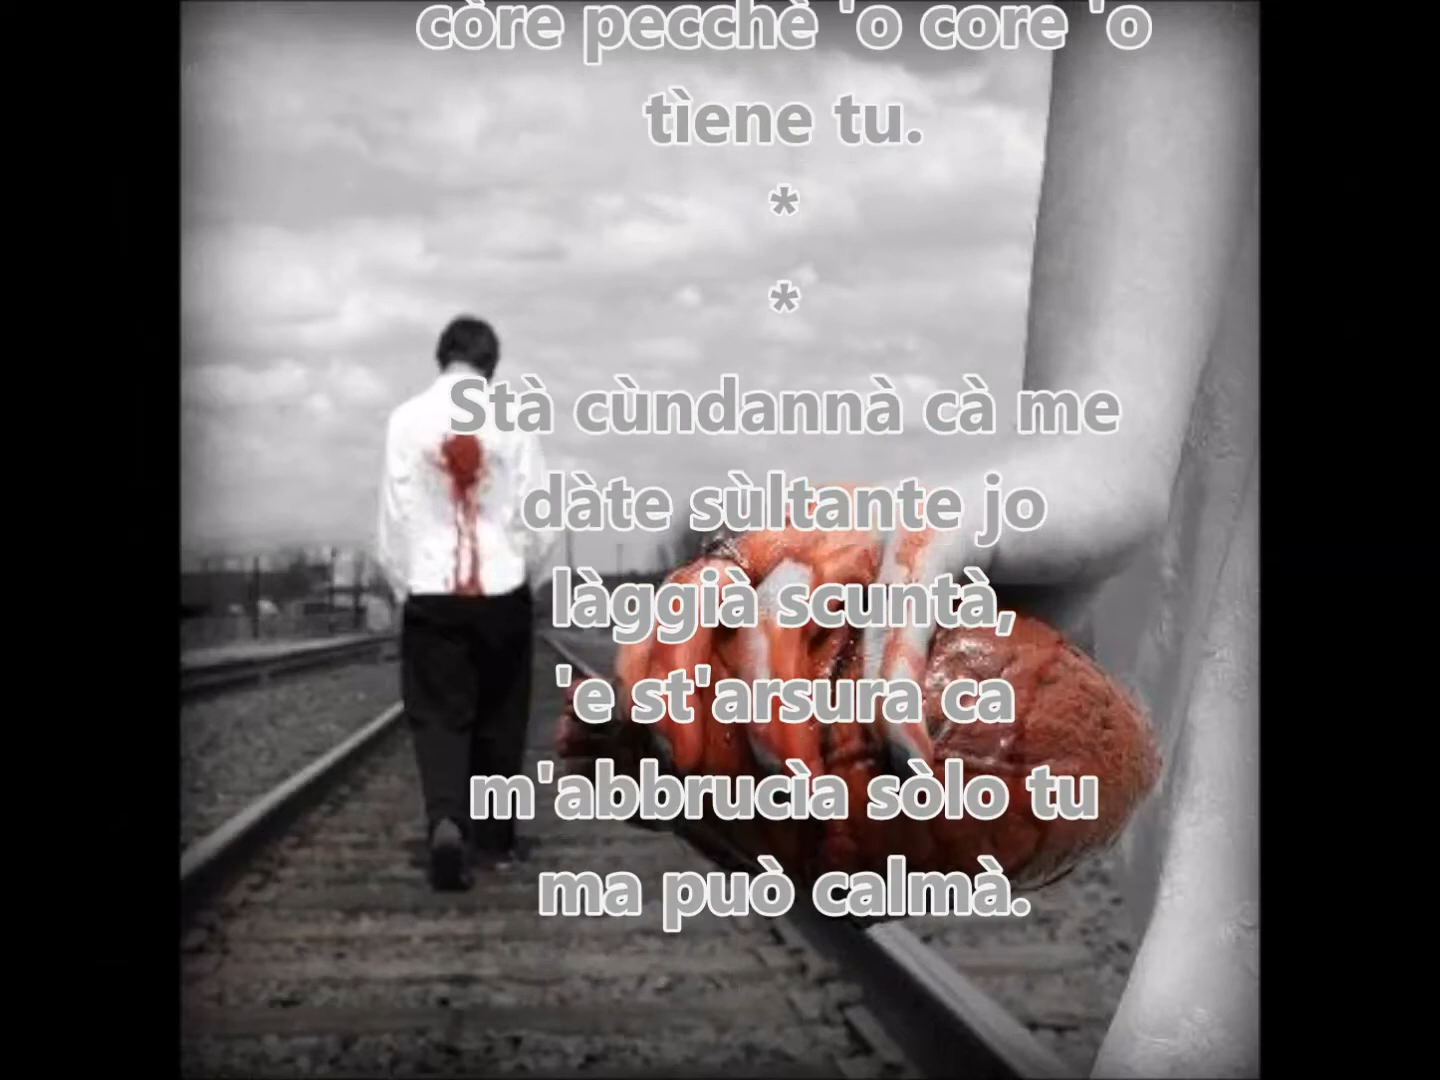 còre pecchè 'o core 'o
tìene tu.
*
*
Stà cùndannà cà me
dàte sùltante jo
làggià scuntà,
'e st'arsura ca
m'abbrucìa sòlo tu
ma può calmà.